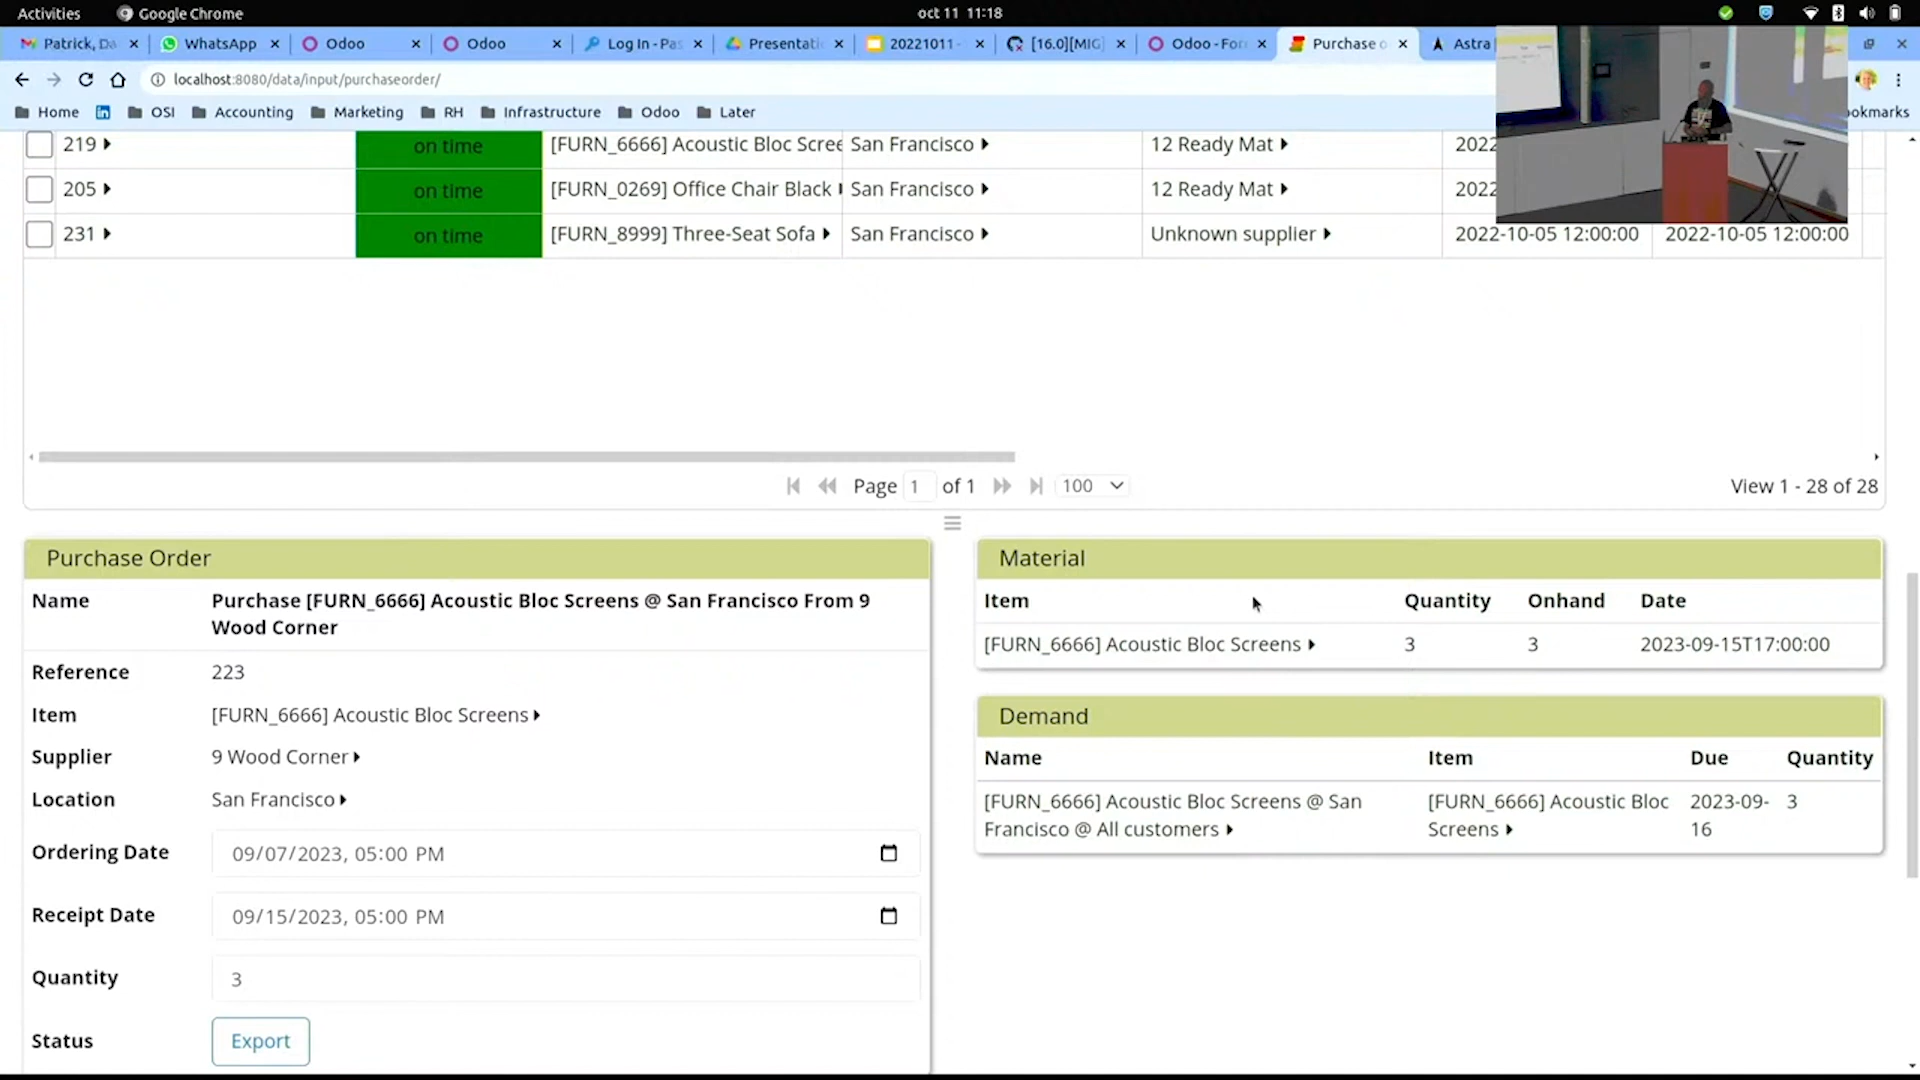 Activities Google Chrome oct 11 11:18
Patrick, Da WhatsApp Odoo Odoo Log In - Pas Presentati 20221011 - [16.0][MIG] Odoo - For Purchase o Astra
localhost:8080/data/input/purchaseorder/
Home OSI Accounting Marketing RH Infrastructure Odoo Later ookmarks
219 on time [FURN_6666] Acoustic Bloc Scree San Francisco 12 Ready Mat 2022
205 on time [FURN_0269] Office Chair Black San Francisco 12 Ready Mat 2022
231 on time [FURN_8999] Three-Seat Sofa San Francisco Unknown supplier 2022-10-05 12:00:00 2022-10-05 12:00:00
Page 1 of 1 100 View 1 - 28 of 28
Purchase Order
Name Purchase [FURN_6666] Acoustic Bloc Screens @ San Francisco From 9
Wood Corner
Reference 223
Item [FURN_6666] Acoustic Bloc Screens
Supplier 9 Wood Corner
Location San Francisco
Ordering Date 09/07/2023, 05:00 PM
Receipt Date 09/15/2023, 05:00 PM
Quantity 3
Status Export
Material
Item Quantity Onhand Date
[FURN_6666] Acoustic Bloc Screens 3 3 2023-09-15T17:00:00
Demand
Name Item Due Quantity
[FURN_6666] Acoustic Bloc Screens @ San [FURN_6666] Acoustic Bloc 2023-09- 3
Francisco @ All customers Screens 16